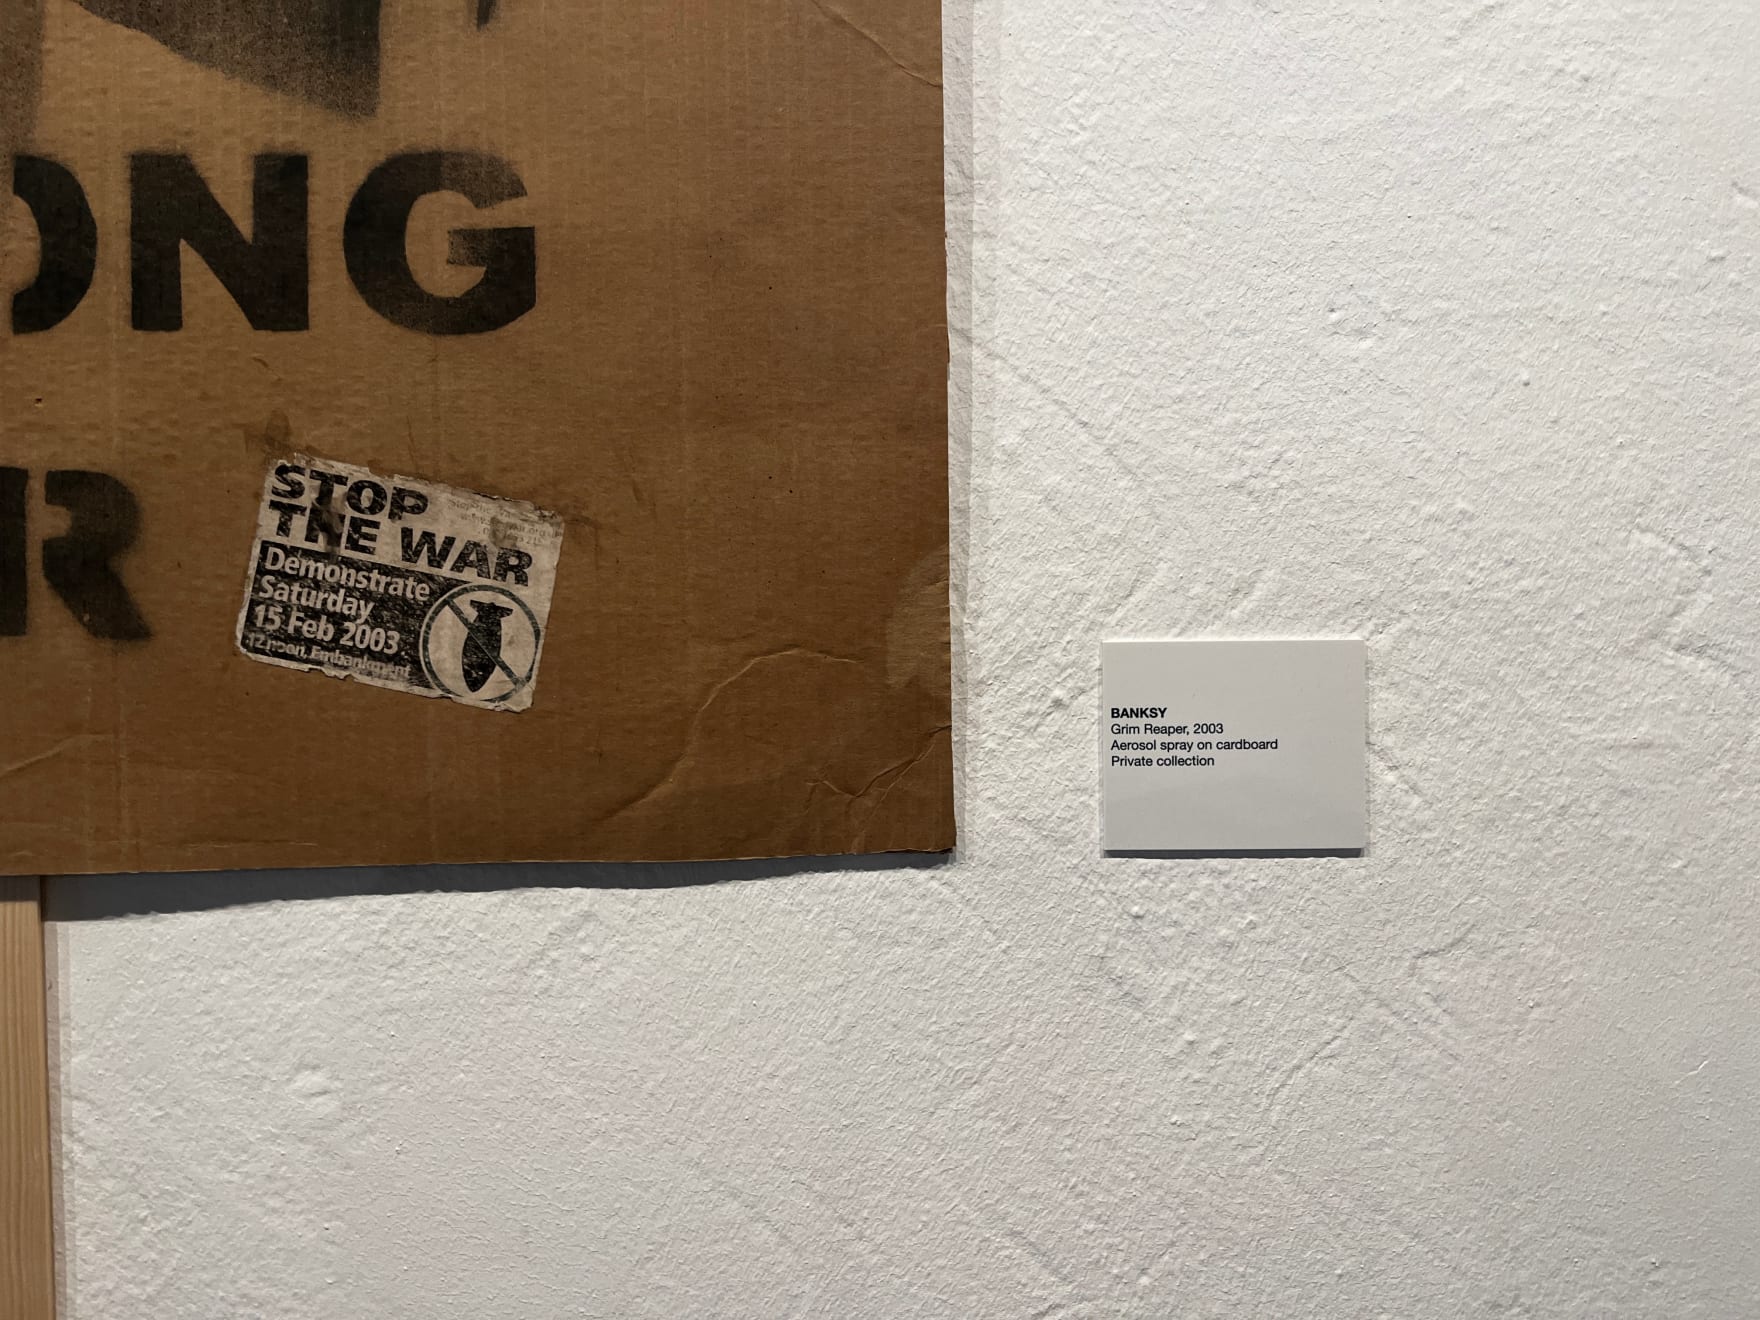 ONG
R
STOP
THE WAR
Demonstrate
Saturday
15 Feb 2003
12 noon, Embankment
BANKSY
Grim Reaper, 2003
Aerosol spray on cardboard
Private collection